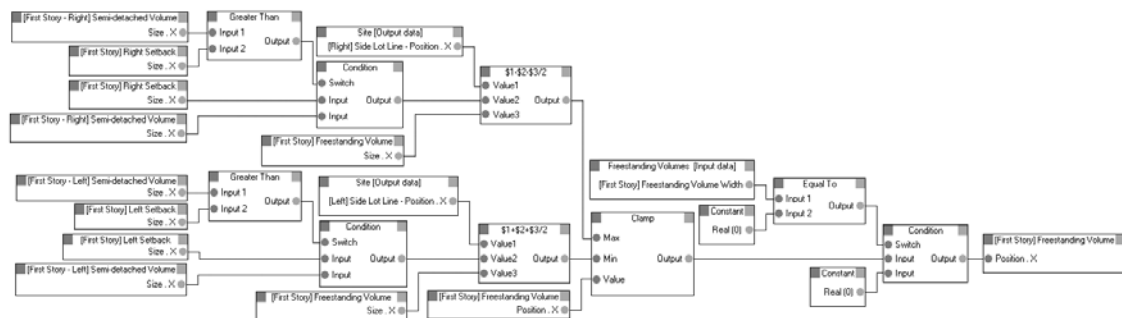 [First Story - Right] Semi-detached Volume
Size . X
[First Story] Right Setback
Size . X
Greater Than
Input 1
Input 2
Output
[First Story] Right Setback
Size . X
[First Story - Right] Semi-detached Volume
Size . X
Site [Output data]
[Right] Side Lot Line - Position . X
Condition
Switch
Input
Input
Output
[First Story] Freestanding Volume
Size . X
$1-$2-$3/2
Value1
Value2
Value3
Output
[First Story - Left] Semi-detached Volume
Size . X
[First Story] Left Setback
Size . X
Greater Than
Input 1
Input 2
Output
[First Story] Left Setback
Size . X
[First Story - Left] Semi-detached Volume
Size . X
Site [Output data]
[Left] Side Lot Line - Position . X
Condition
Switch
Input
Input
Output
[First Story] Freestanding Volume
Size . X
$1+$2+$3/2
Value1
Value2
Value3
Output
[First Story] Freestanding Volume
Position . X
Clamp
Max
Min
Value
Output
Freestanding Volumes [Input data]
[First Story] Freestanding Volume Width
Constant
Real (0)
Equal To
Input 1
Input 2
Output
Constant
Real (0)
Condition
Switch
Input
Input
Output
[First Story] Freestanding Volume
Position . X